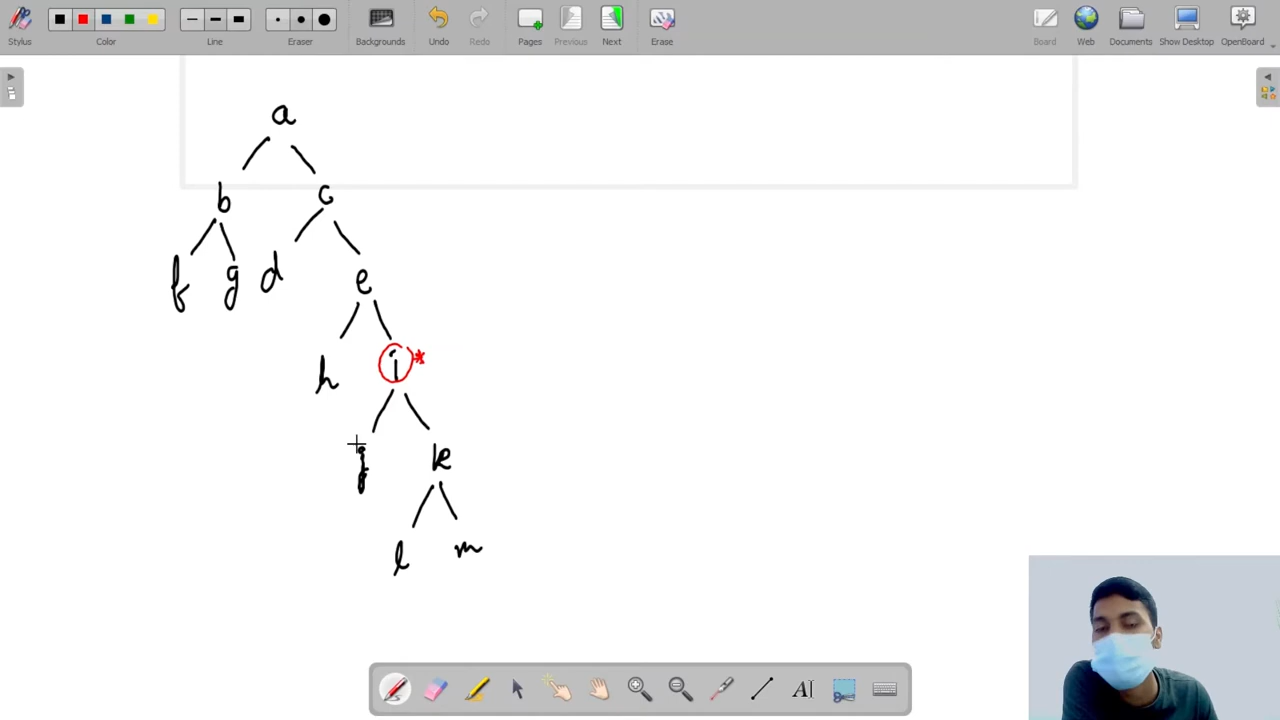 Stylus
Color
Line
Eraser
Backgrounds
Undo
Redo
Pages
Previous
Next
Erase
Board
Web
Documents
Show Desktop
OpenBoard
a
b c
f g d e
h i *
j k
l m